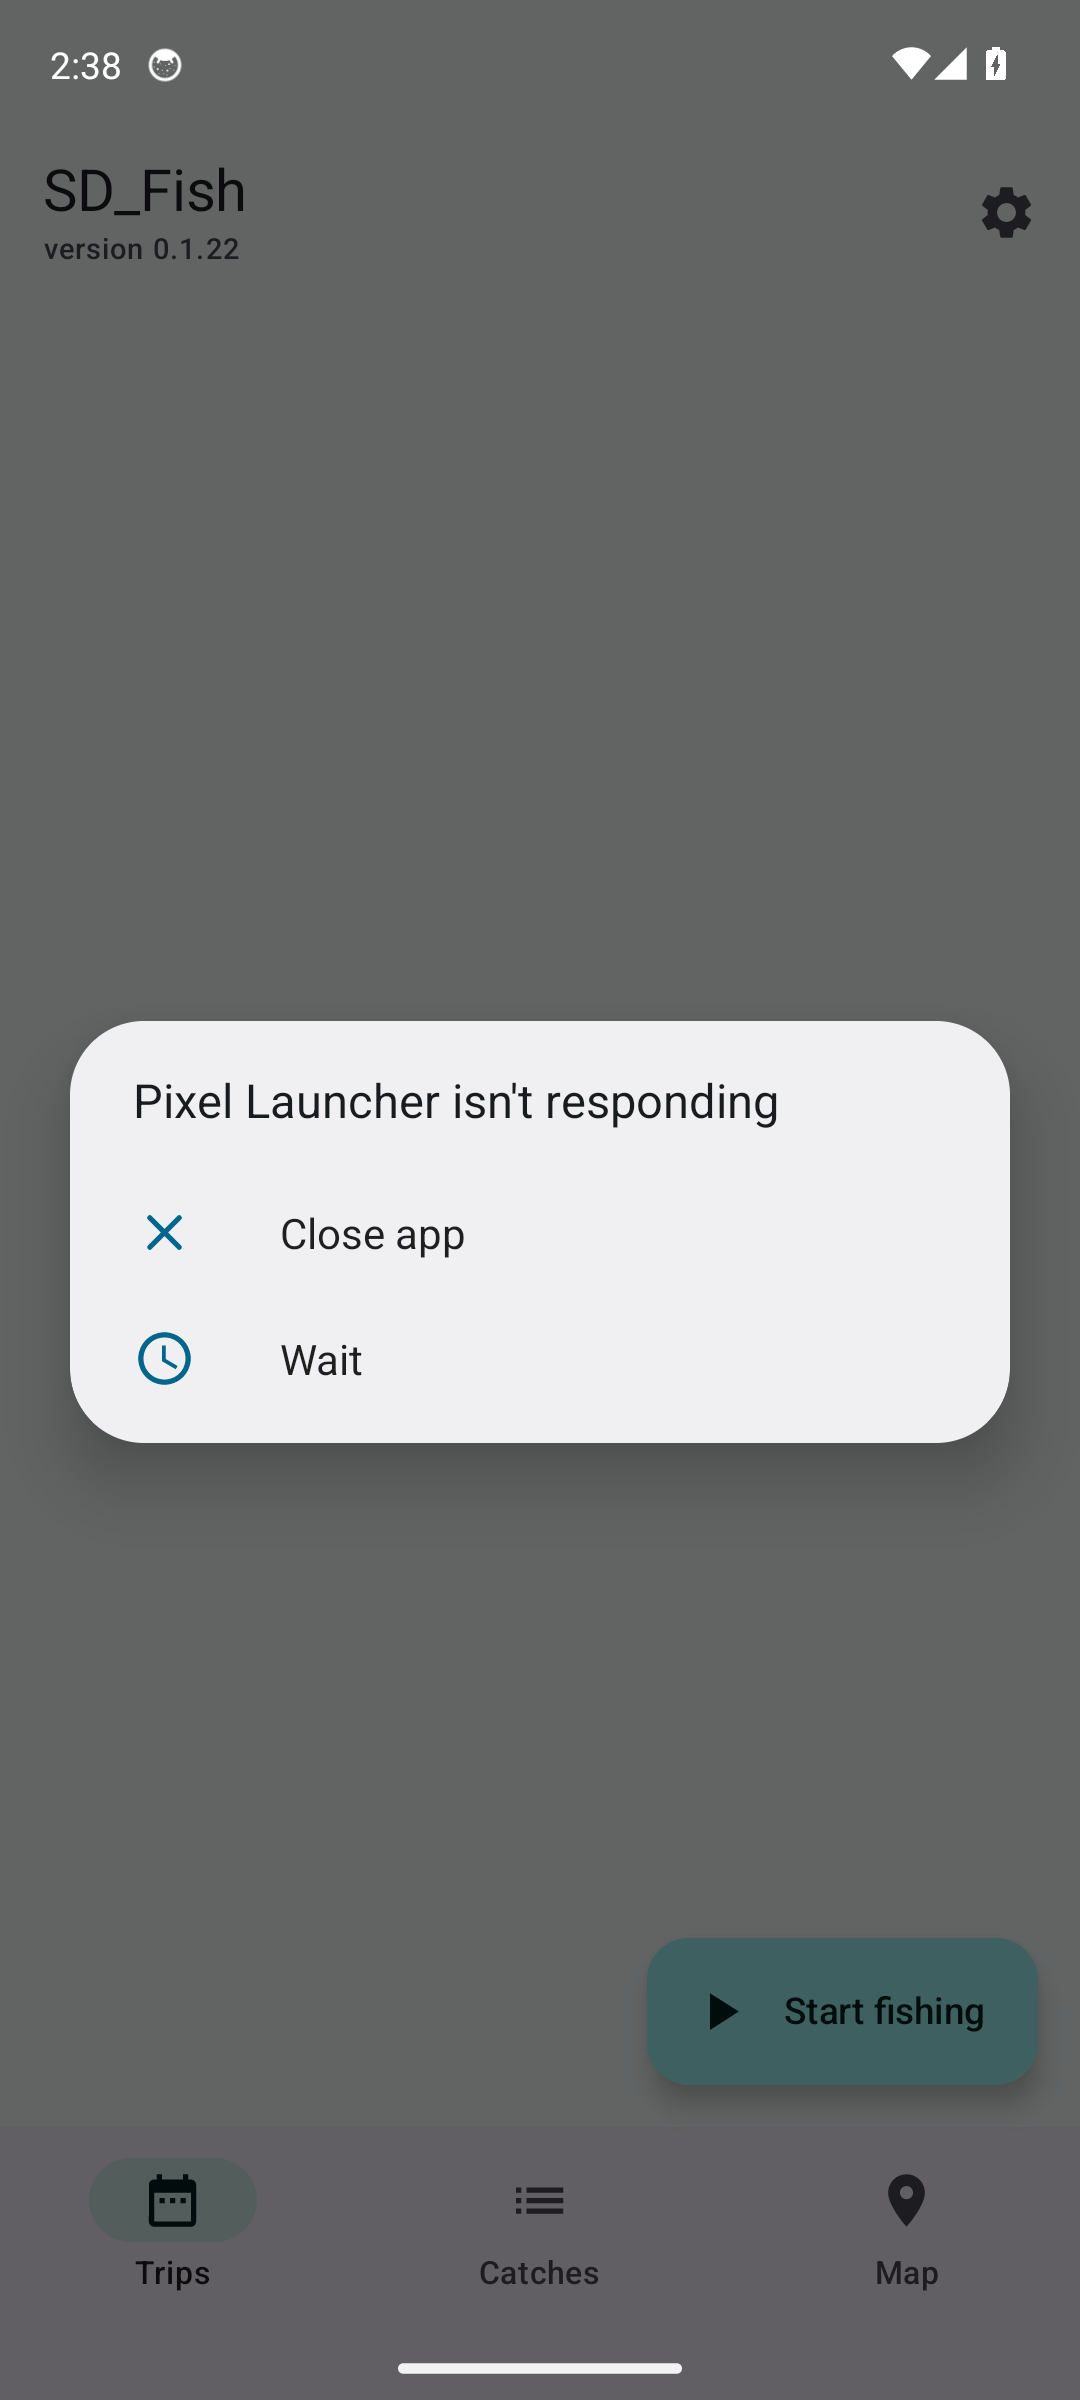 2:38
SD_Fish
version 0.1.22
Pixel Launcher isn't responding
Close app
Wait
Start fishing
Trips
Catches
Map